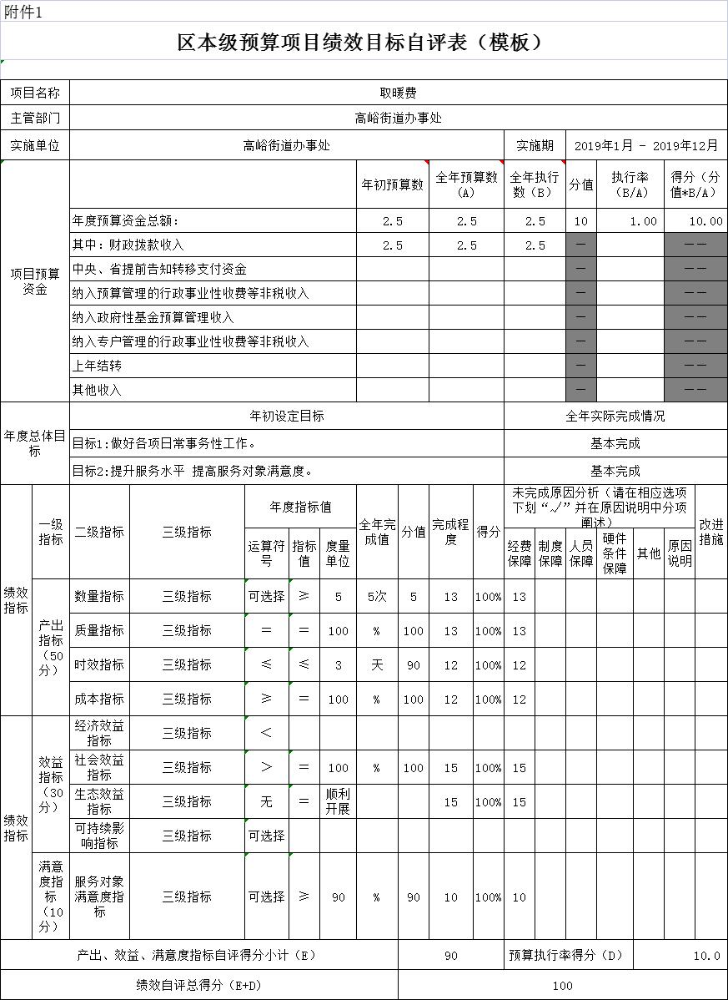 附件1
区本级预算项目绩效目标自评表（模板）
项目名称 取暖费
主管部门 高峪街道办事处
实施单位 高峪街道办事处 实施期 2019年1月 - 2019年12月
项目预算资金 年初预算数 全年预算数（A） 全年执行数（B） 分值 执行率（B/A） 得分（分值*B/A）
年度预算资金总额： 2.5 2.5 2.5 10 1.00 10.00
其中：财政拨款收入 2.5 2.5 2.5 — ——
中央、省提前告知转移支付资金 — ——
纳入预算管理的行政事业性收费等非税收入 — ——
纳入政府性基金预算管理收入 — ——
纳入专户管理的行政事业性收费等非税收入 — ——
上年结转 — ——
其他收入 — ——
年度总体目标 年初设定目标 全年实际完成情况
目标1:做好各项日常事务性工作。 基本完成
目标2:提升服务水平 提高服务对象满意度。 基本完成
绩效指标 一级指标 二级指标 三级指标 年度指标值 全年完成值 分值 完成程度 得分 未完成原因分析（请在相应选项下划“√”并在原因说明中分项阐述） 改进措施
运算符号 指标值 度量单位 经费保障 制度保障 人员保障 硬件条件保障 其他 原因说明
产出指标（50分） 数量指标 三级指标 可选择 ≥ 5 5次 5 13 100% 13
质量指标 三级指标 ＝ ＝ 100 % 100 13 100% 13
时效指标 三级指标 ≤ ≤ 3 天 90 12 100% 12
成本指标 三级指标 ≥ ＝ 100 % 100 12 100% 12
绩效指标 效益指标（30分） 经济效益指标 三级指标 ＜
社会效益指标 三级指标 ＞ ＝ 100 % 100 15 100% 15
生态效益指标 三级指标 无 ＝ 顺利开展 15 100% 15
可持续影响指标 三级指标 可选择
满意度指标（10分） 服务对象满意度指标 三级指标 可选择 ≥ 90 % 90 10 100% 10
产出、效益、满意度指标自评得分小计（E） 90 预算执行率得分（D） 10.0
绩效自评总得分（E+D） 100